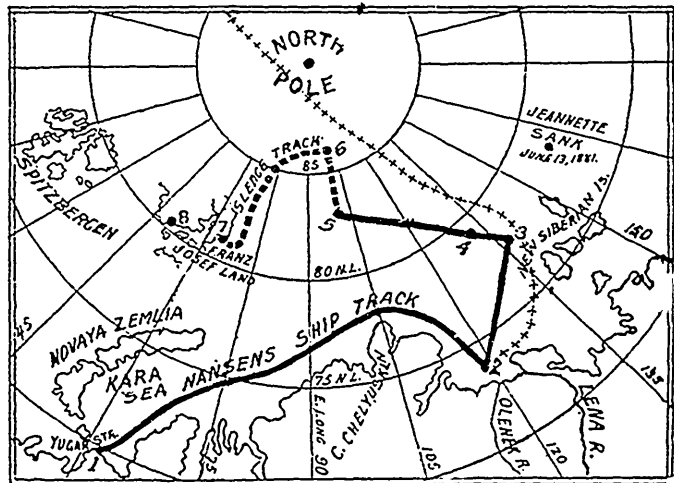 NORTH
POLE
JEANNETTE
SANK
JUNE 13, 1881.
SLEDGE TRACK
6
85
SPITZBERGEN
8
7
FRANZ
JOSEF LAND
5
4
3
NEW SIBERIAN IS.
150
80 N.L.
45
NOVAYA ZEMLIA
KARA
SEA
NANSENS SHIP TRACK
75 N.L.
135
YUGAR STR.
1
75
E. LONG 90
C. CHELYUSKIN
105
OLENEK R.
120
LENA R.